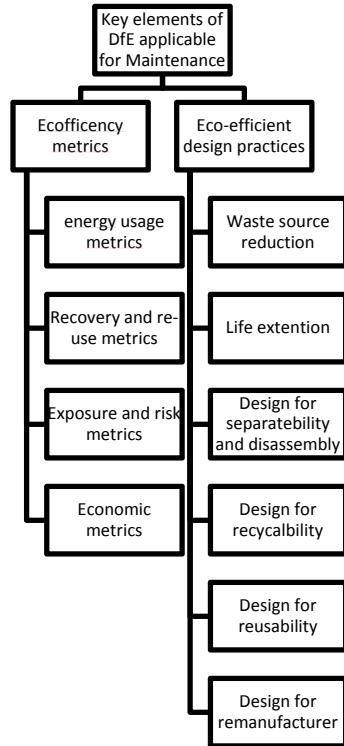 Key elements of
DfE applicable
for Maintenance
Ecofficency
metrics
Eco-efficient
design practices
energy usage
metrics
Recovery and re-
use metrics
Exposure and risk
metrics
Economic
metrics
Waste source
reduction
Life extention
Design for
separatebility
and disassembly
Design for
recycalbility
Design for
reusability
Design for
remanufacturer